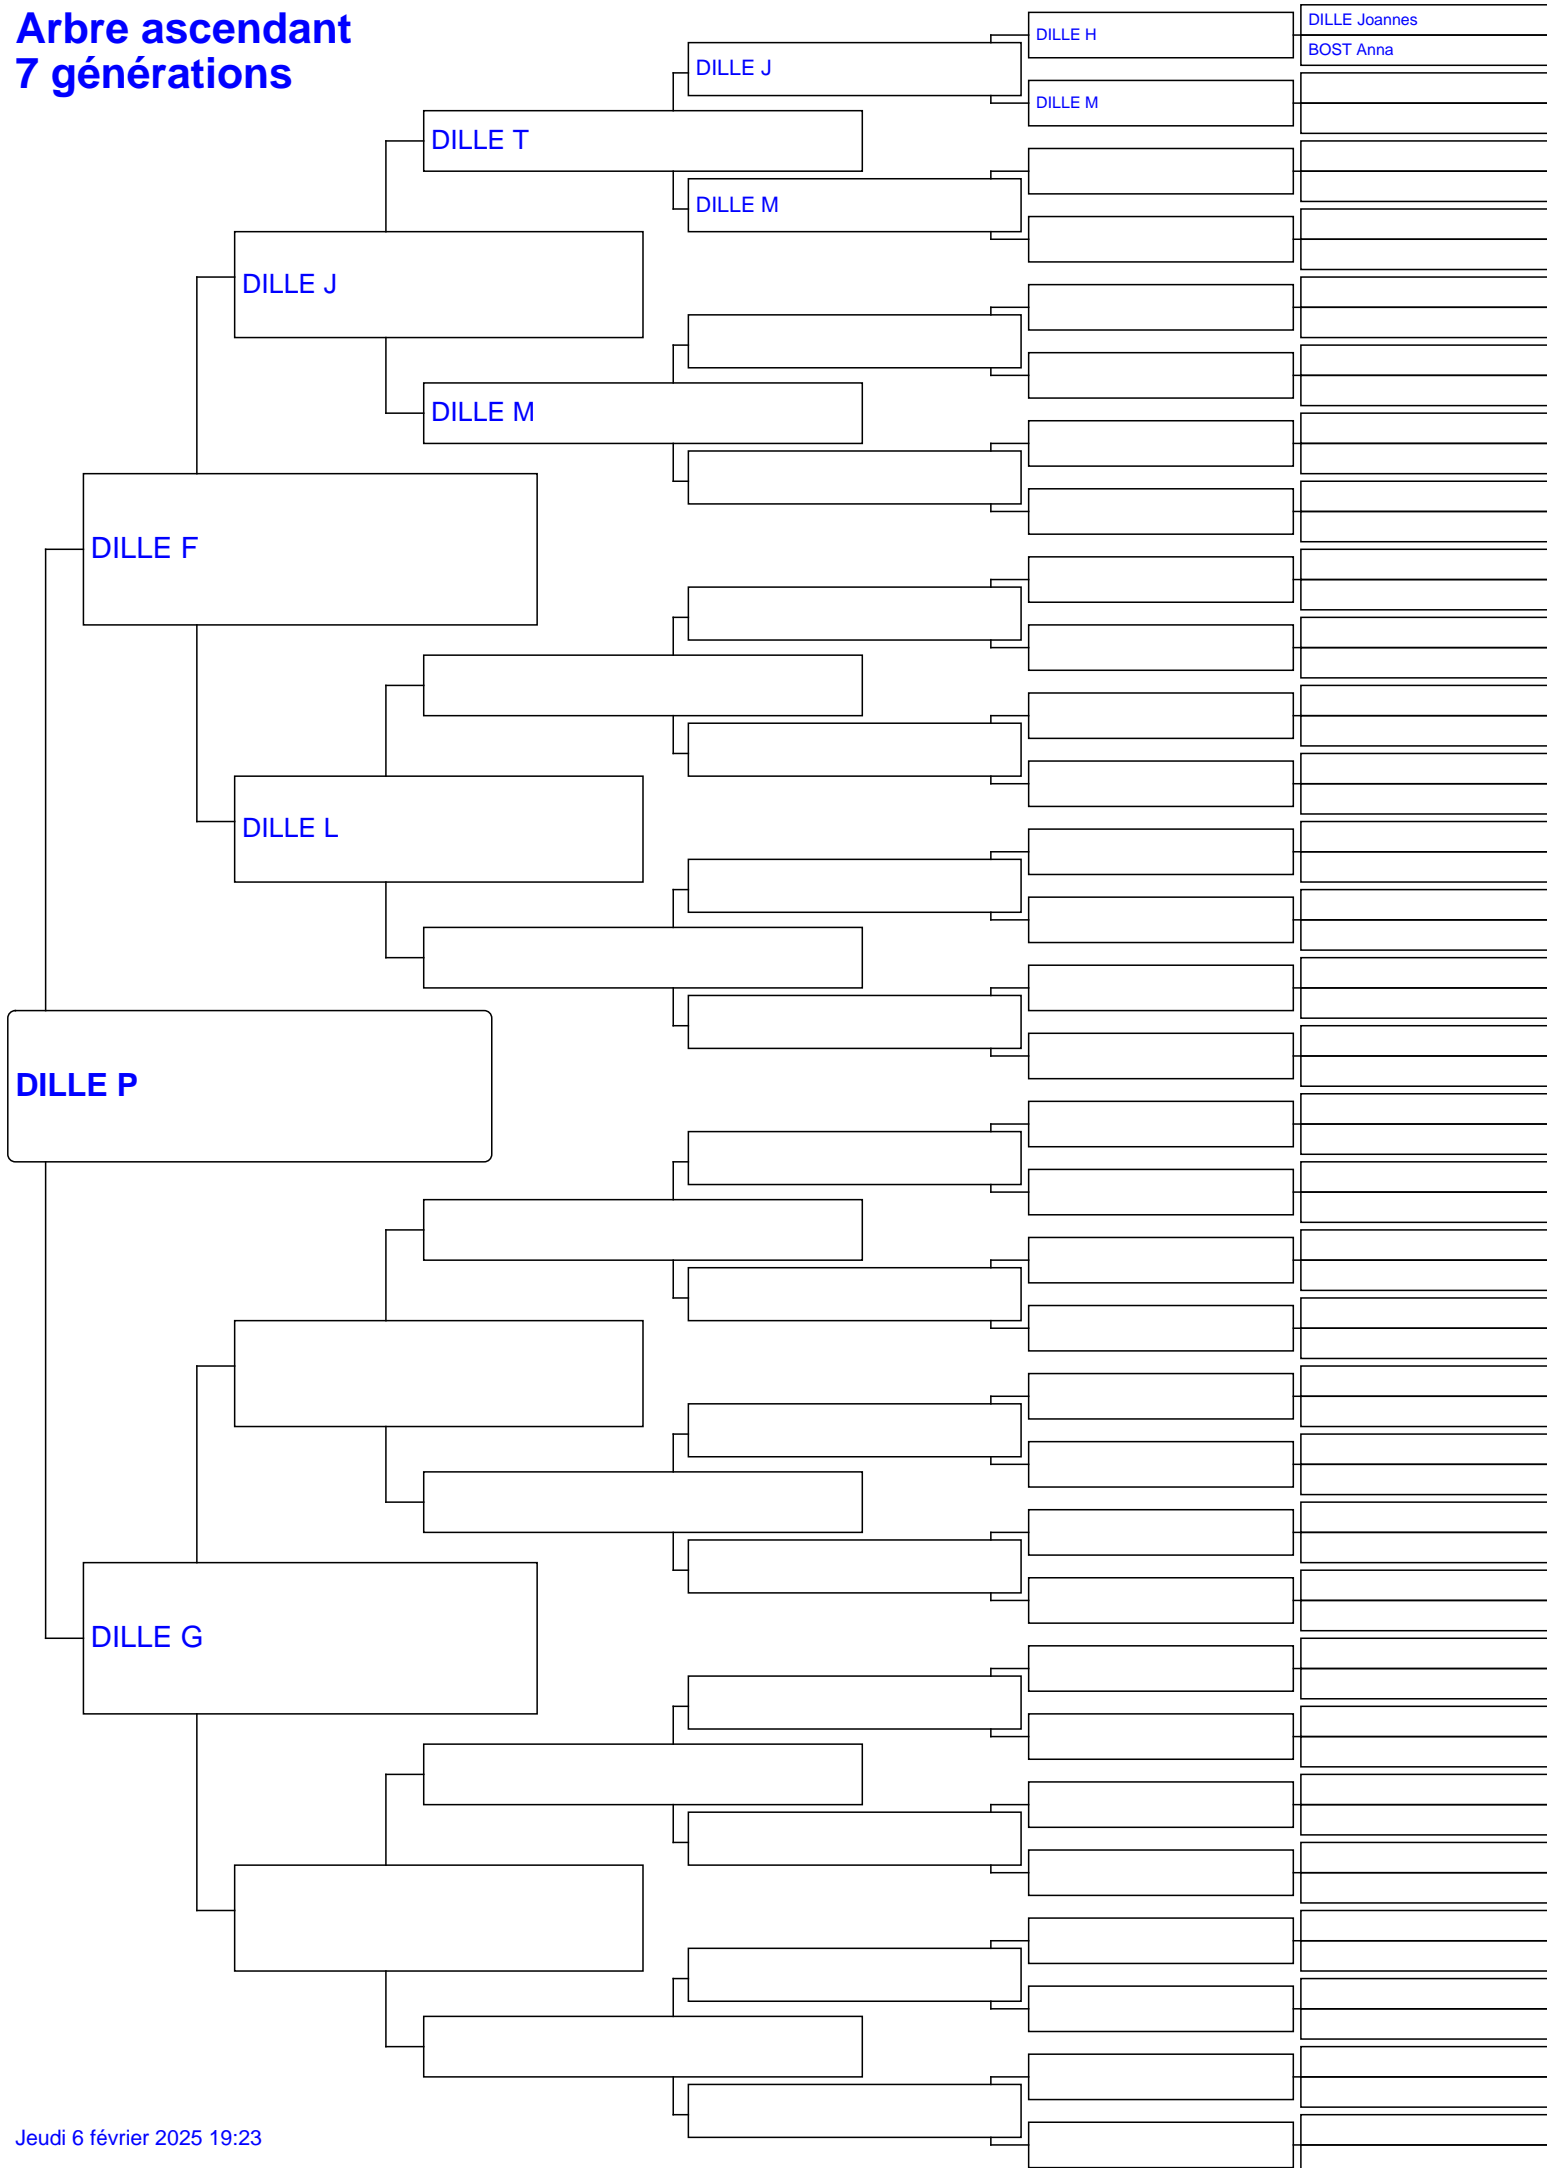 Arbre ascendant
7 générations
DILLE Joannes
BOST Anna
DILLE H
DILLE J
DILLE M
DILLE T
DILLE M
DILLE J
DILLE M
DILLE F
DILLE L
DILLE P
DILLE G
Jeudi 6 février 2025 19:23